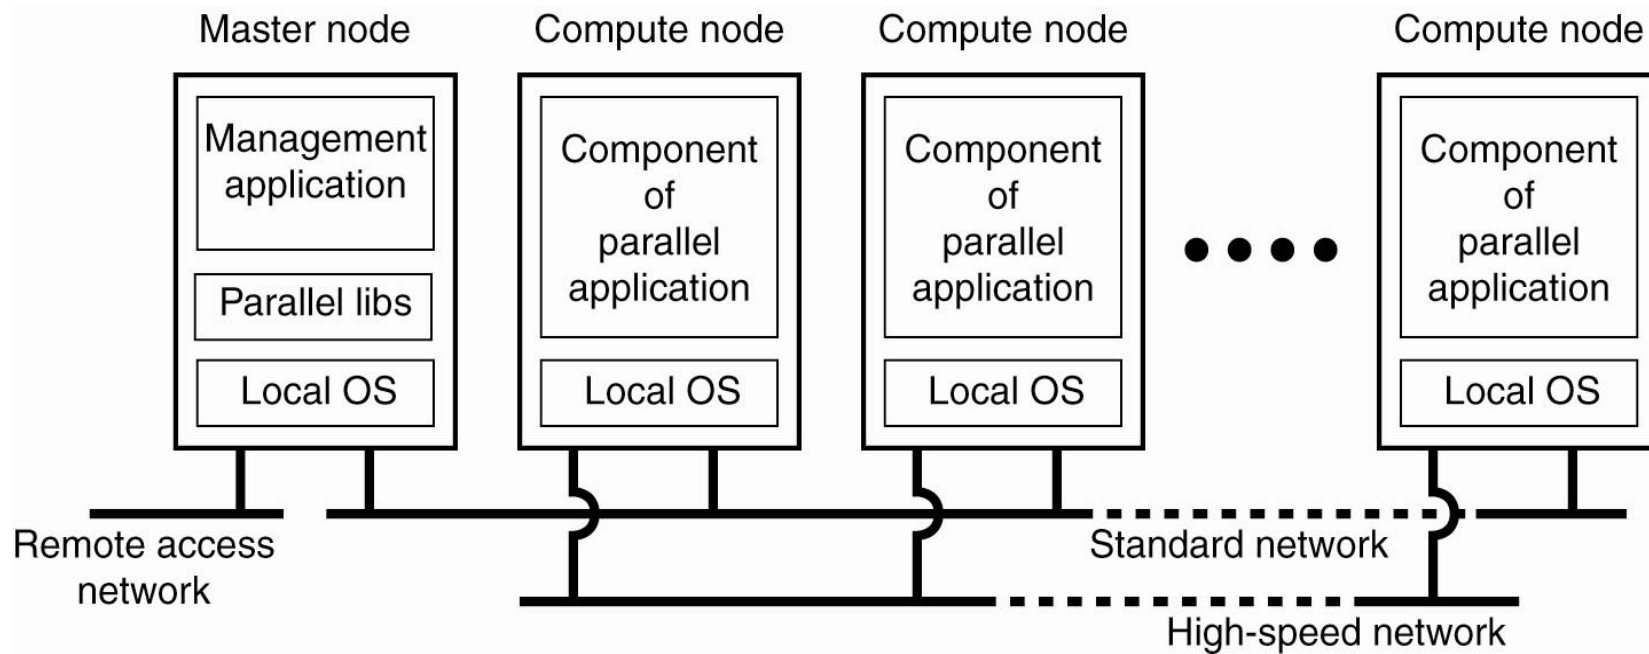 Master node
Compute node
Compute node
Compute node
Management
application
Parallel libs
Local OS
Component
of
parallel
application
Local OS
Component
of
parallel
application
Local OS
Component
of
parallel
application
Local OS
Remote access
network
Standard network
High-speed network